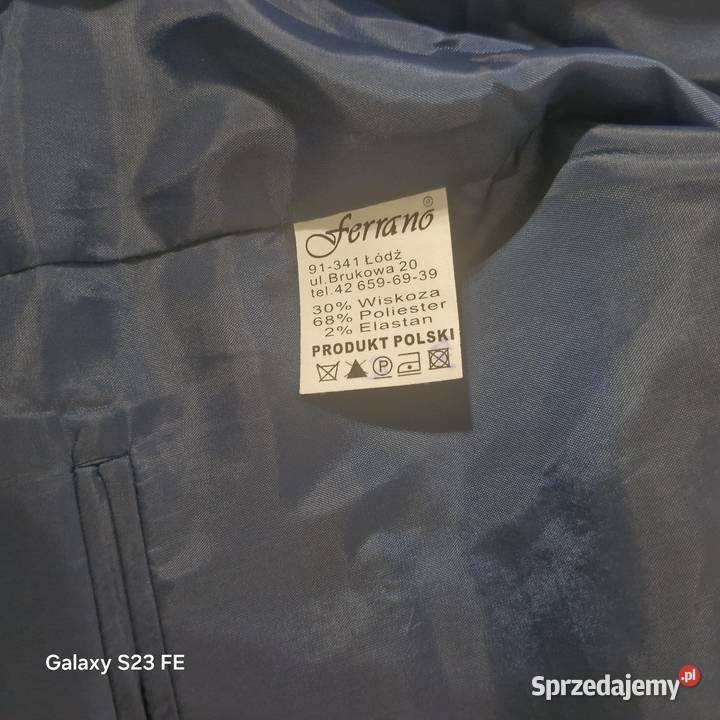 ferrano®
91-341 Łódź
ul.Brukowa 20
tel.42 659-69-39
30% Wiskoza
68% Poliester
2% Elastan
PRODUKT POLSKI
P
Galaxy S23 FE
Sprzedajemy.pl